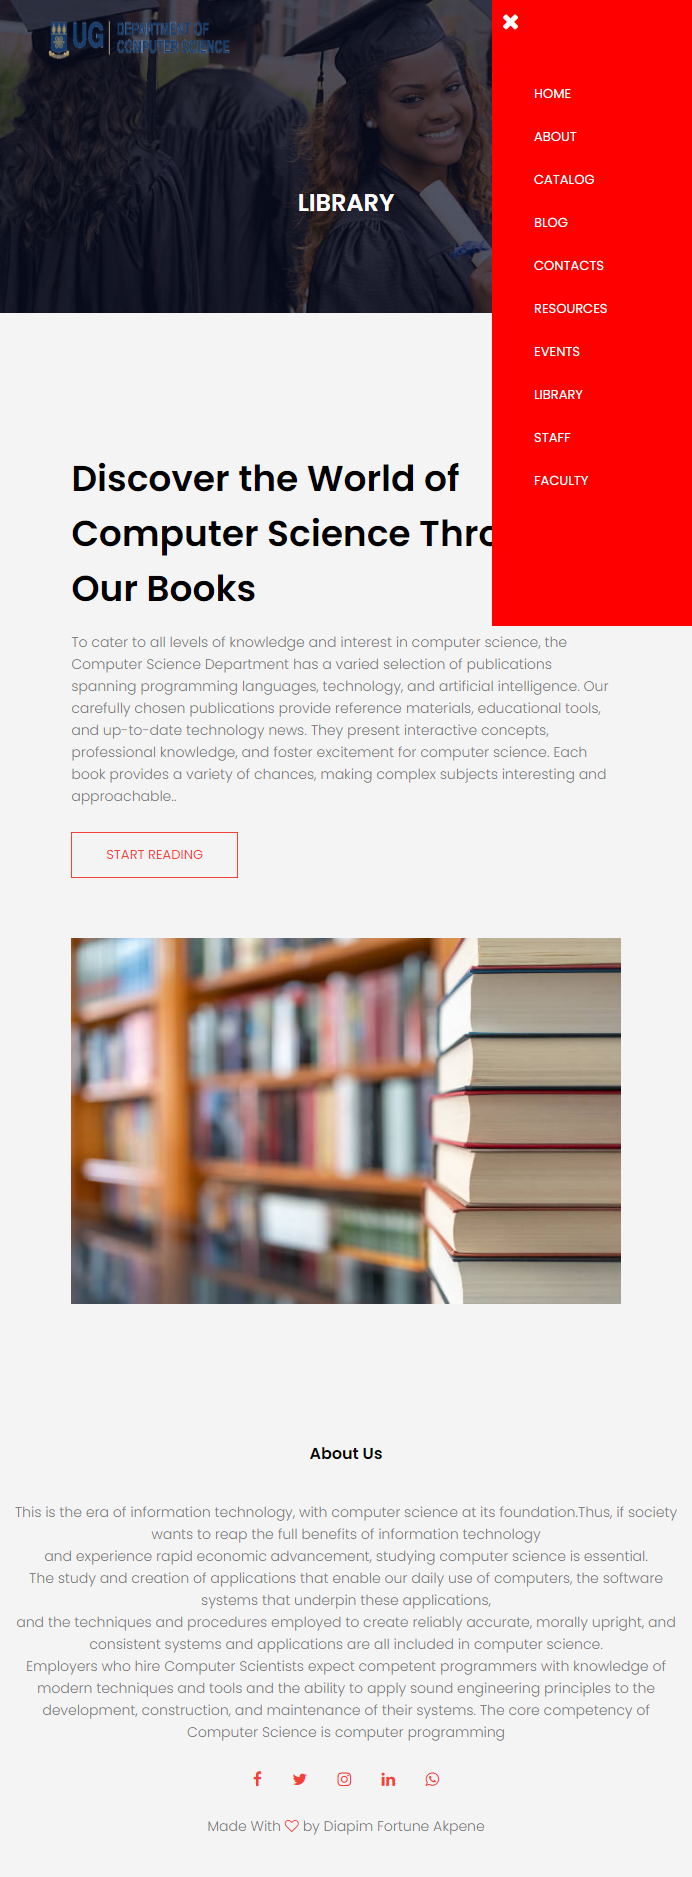 UG DEPARTMENT OF
COMPUTER SCIENCE
✖
HOME
ABOUT
CATALOG
BLOG
CONTACTS
RESOURCES
EVENTS
LIBRARY
STAFF
FACULTY
LIBRARY
Discover the World of
Computer Science Thro
Our Books
To cater to all levels of knowledge and interest in computer science, the
Computer Science Department has a varied selection of publications
spanning programming languages, technology, and artificial intelligence. Our
carefully chosen publications provide reference materials, educational tools,
and up-to-date technology news. They present interactive concepts,
professional knowledge, and foster excitement for computer science. Each
book provides a variety of chances, making complex subjects interesting and
approachable..
START READING
About Us
This is the era of information technology, with computer science at its foundation.Thus, if society
wants to reap the full benefits of information technology
and experience rapid economic advancement, studying computer science is essential.
The study and creation of applications that enable our daily use of computers, the software
systems that underpin these applications,
and the techniques and procedures employed to create reliably accurate, morally upright, and
consistent systems and applications are all included in computer science.
Employers who hire Computer Scientists expect competent programmers with knowledge of
modern techniques and tools and the ability to apply sound engineering principles to the
development, construction, and maintenance of their systems. The core competency of
Computer Science is computer programming
Made With ♡ by Diapim Fortune Akpene